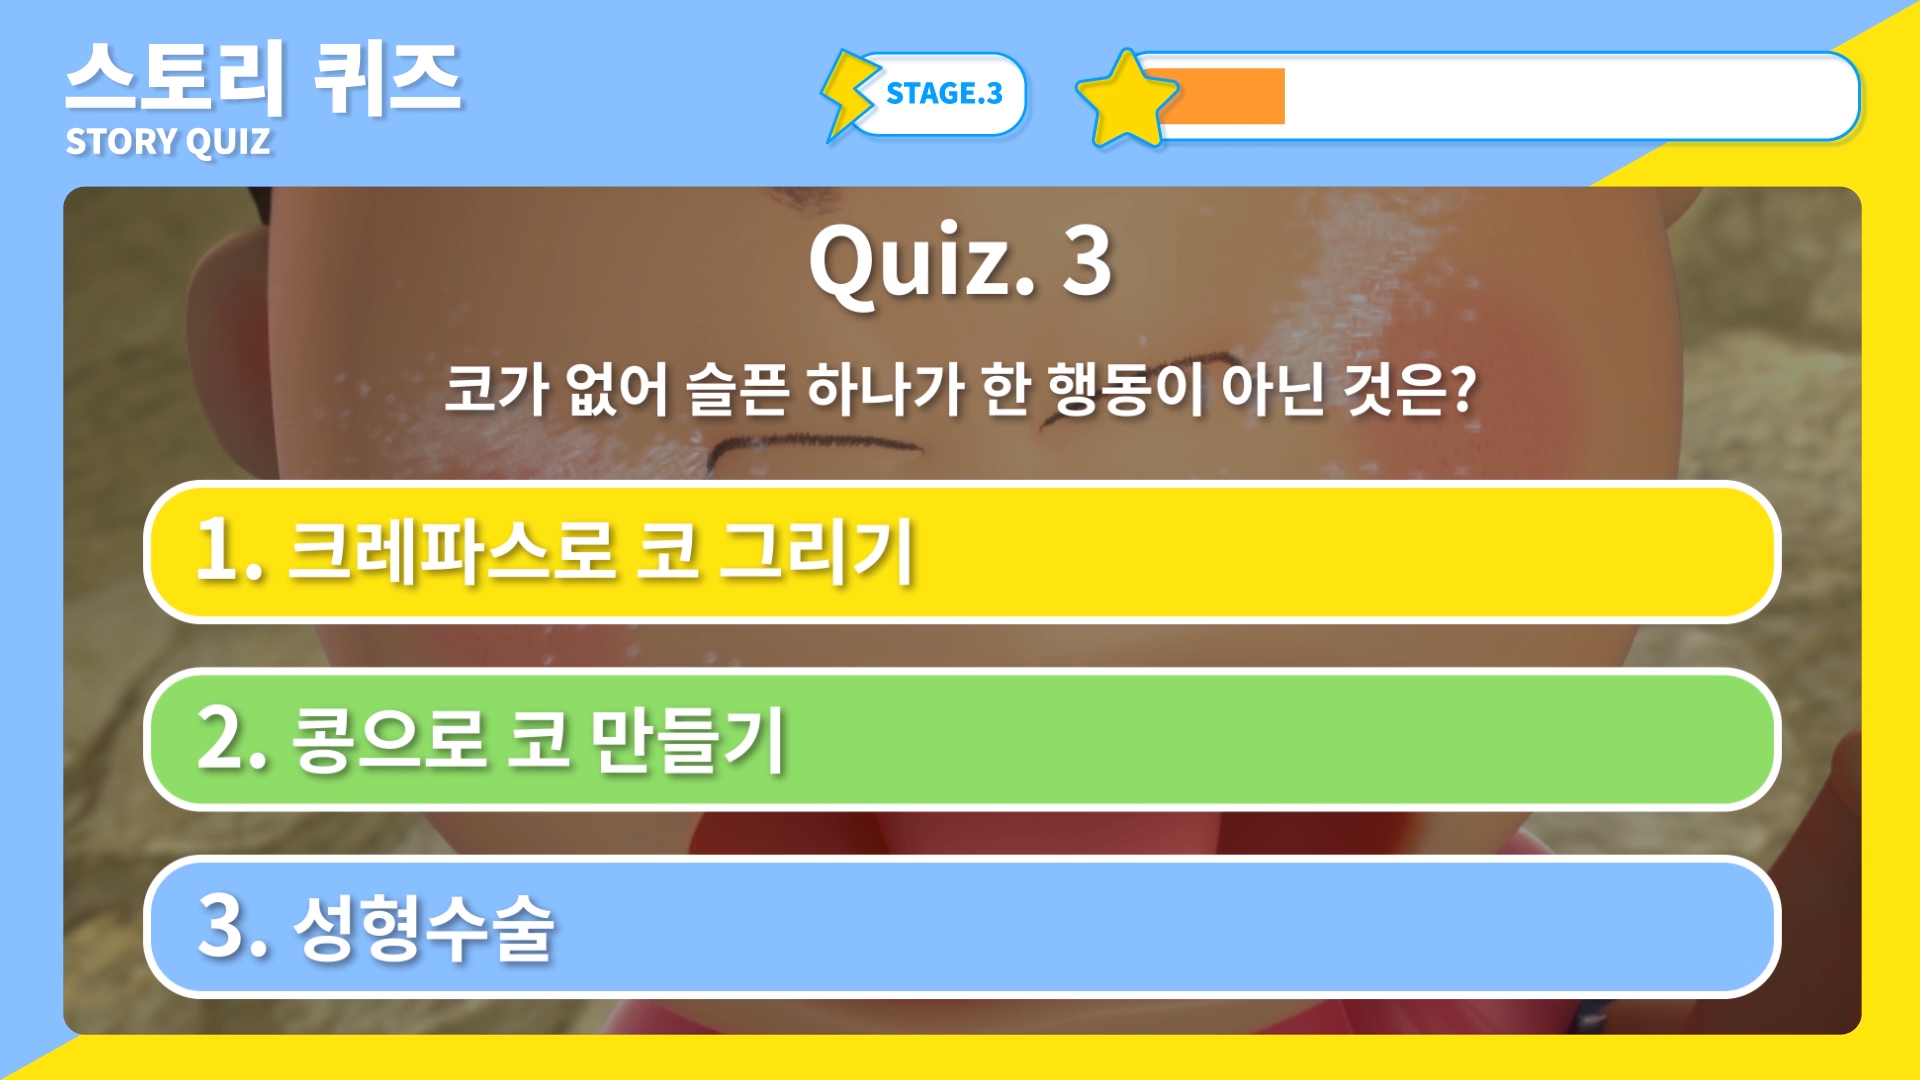 스토리 퀴즈
STORY QUIZ
STAGE.3
Quiz. 3
코가 없어 슬픈 하나가 한 행동이 아닌 것은?
1. 크레파스로 코 그리기
2. 콩으로 코 만들기
3. 성형수술